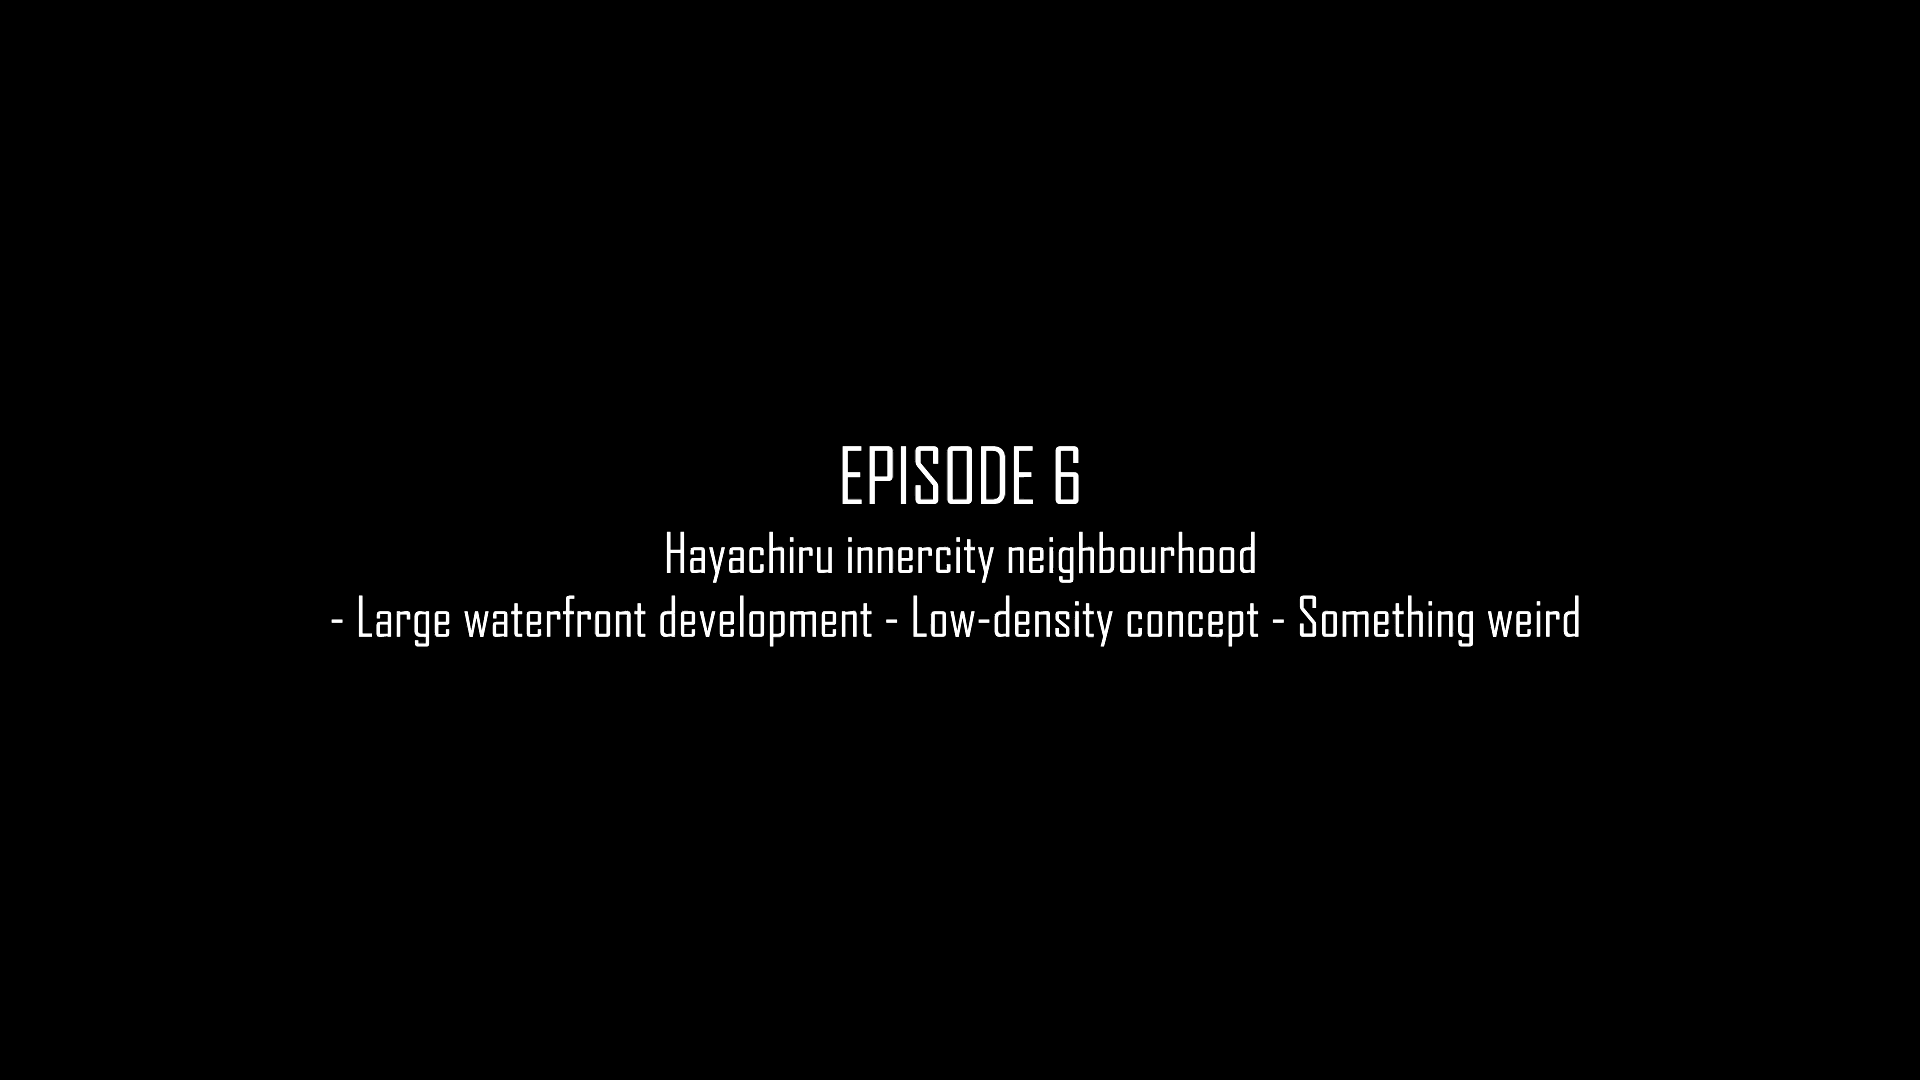 EPISODE 6
Hayachiru innercity neighbourhood
- Large waterfront development - Low-density concept - Something weird